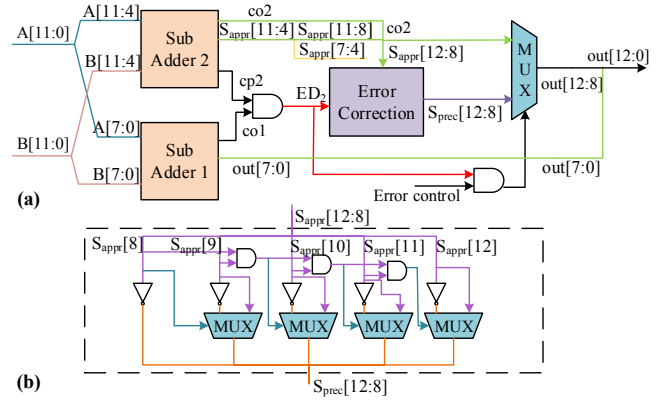 A[11:4]
co2
S_appr[11:4] S_appr[11:8] co2
A[11:0]
Sub Adder 2
S_appr[7:4]
S_appr[12:8]
MUX
out[12:0]
B[11:4]
cp2
ED_2
Error Correction
out[12:8]
A[7:0]
co1
S_prec[12:8]
B[11:0]
Sub Adder 1
B[7:0]
out[7:0]
out[7:0]
(a)
Error control
S_appr[12:8]
S_appr[8]
S_appr[9]
S_appr[10]
S_appr[11]
S_appr[12]
MUX
MUX
MUX
MUX
(b)
S_prec[12:8]